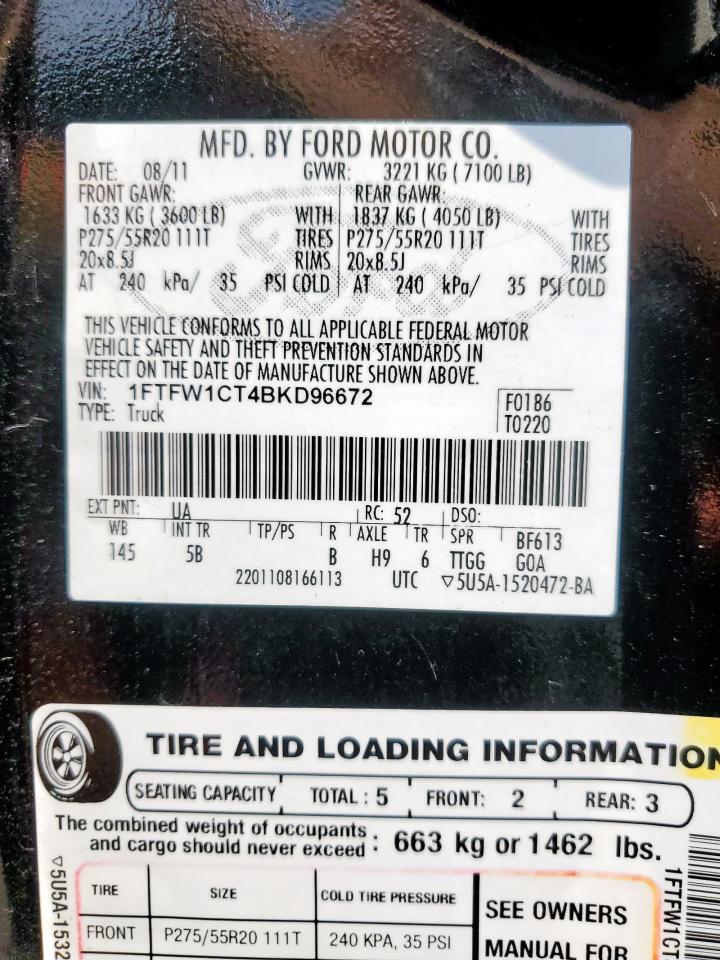 MFD. BY FORD MOTOR CO.
DATE: 08/11 GVWR: 3221 KG ( 7100 LB)
FRONT GAWR: REAR GAWR:
1633 KG ( 3600 LB) WITH 1837 KG ( 4050 LB) WITH
P275/55R20 111T TIRES P275/55R20 111T TIRES
20x8.5J RIMS 20x8.5J RIMS
AT 240 kPa/ 35 PSI COLD AT 240 kPa/ 35 PSI COLD
Ford
THIS VEHICLE CONFORMS TO ALL APPLICABLE FEDERAL MOTOR
VEHICLE SAFETY AND THEFT PREVENTION STANDARDS IN
EFFECT ON THE DATE OF MANUFACTURE SHOWN ABOVE.
VIN: 1FTFW1CT4BKD96672
TYPE: Truck
F0186
T0220
EXT PNT: UA RC: 52 DSO:
WB INT TR TP/PS R AXLE TR SPR BF613
145 5B B H9 6 TTGG GOA
2201108166113 UTC ▽5U5A-1520472-BA
TIRE AND LOADING INFORMATION
SEATING CAPACITY TOTAL : 5 FRONT: 2 REAR: 3
The combined weight of occupants
and cargo should never exceed : 663 kg or 1462 lbs.
TIRE SIZE COLD TIRE PRESSURE
FRONT P275/55R20 111T 240 KPA, 35 PSI
SEE OWNERS
MANUAL FOR
▽5U5A-1532
1FTFW1CT